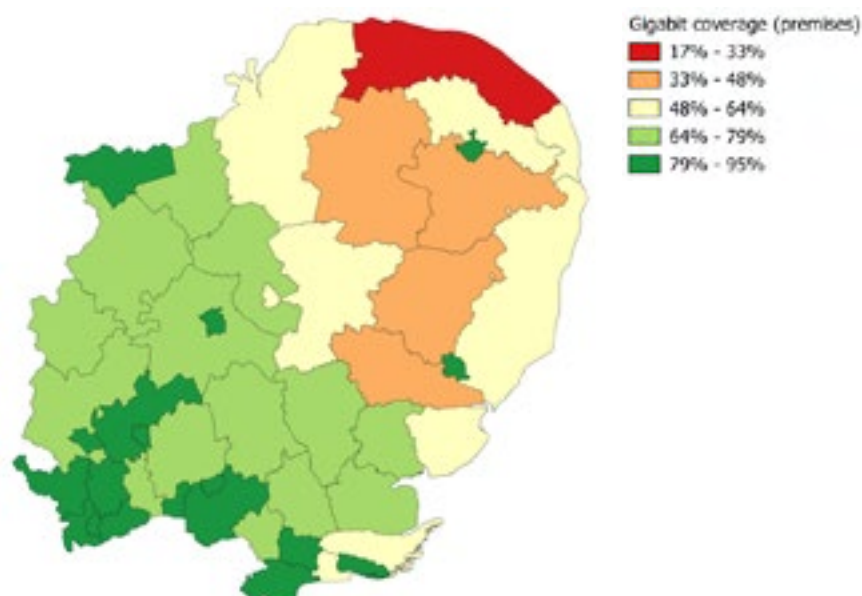 Gigabit coverage (premises)
17% - 33%
33% - 48%
48% - 64%
64% - 79%
79% - 95%